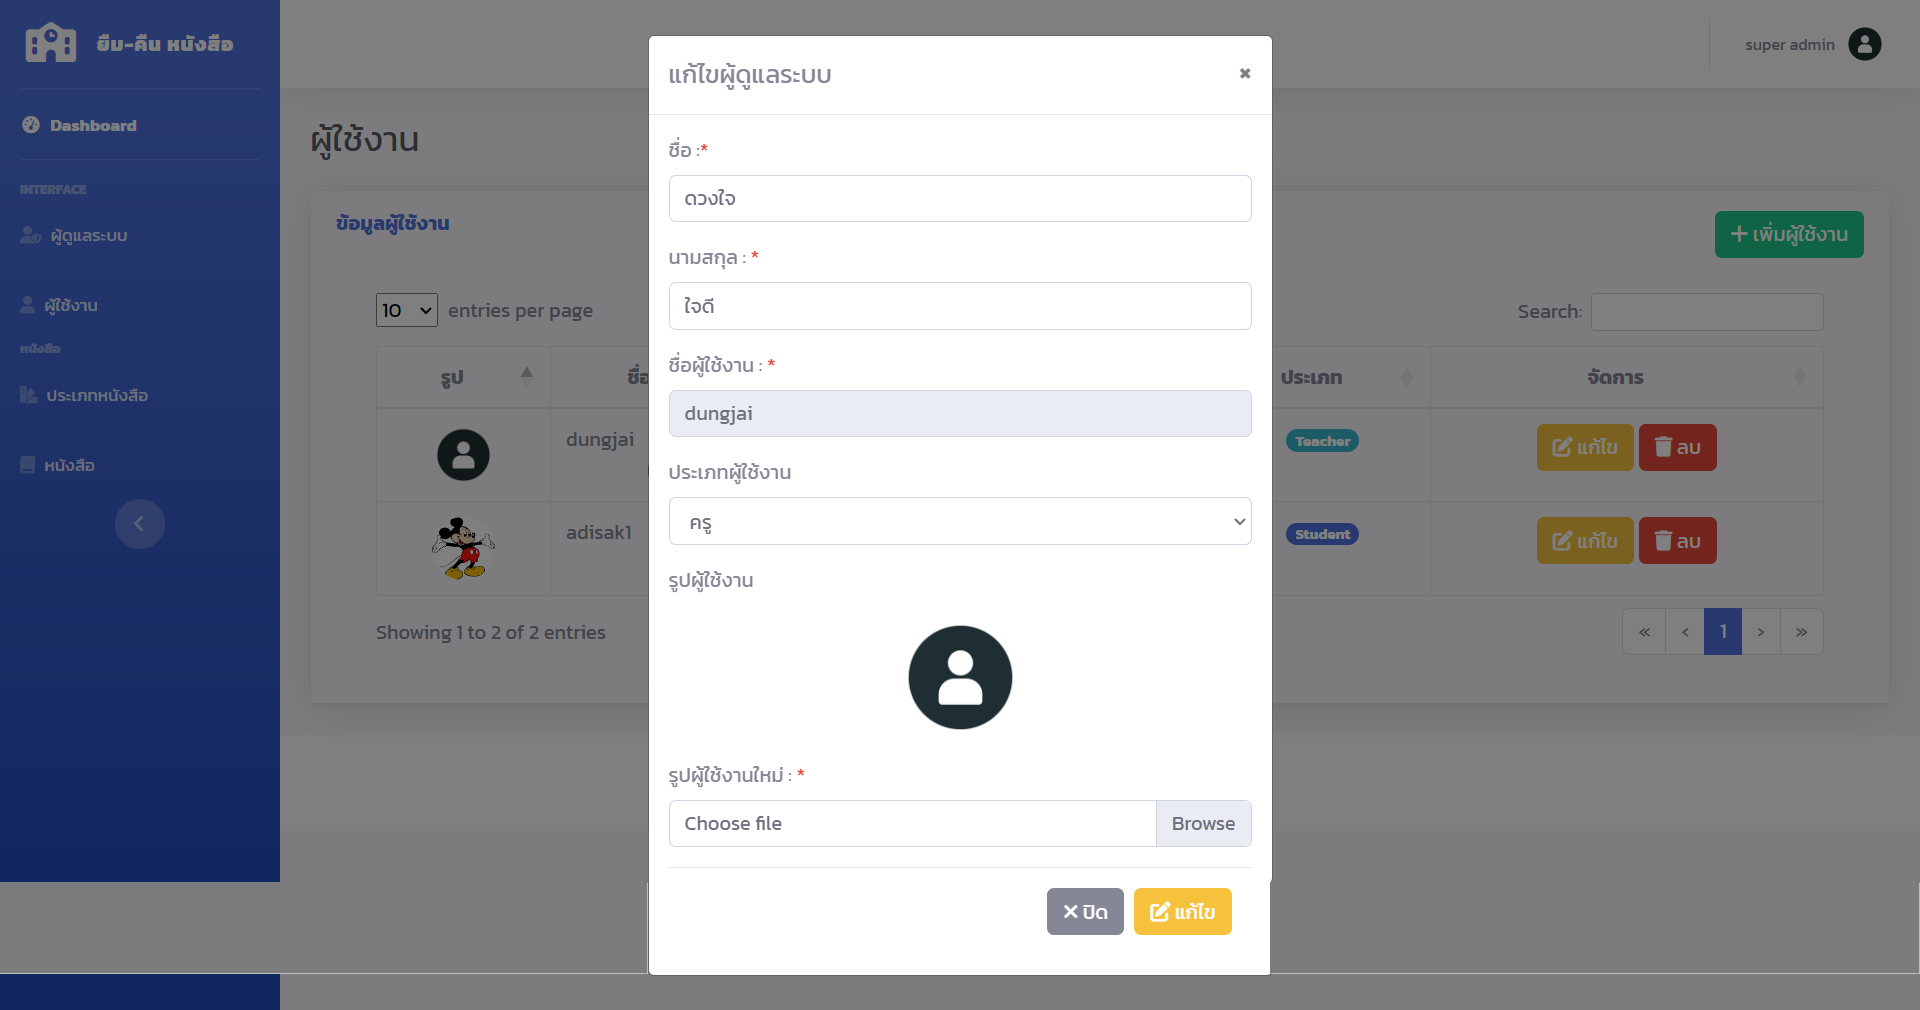 ยืม-คืน หนังสือ
Dashboard
INTERFACE
ผู้ดูแลระบบ
ผู้ใช้งาน
หนังสือ
ประเภทหนังสือ
หนังสือ
super admin
ผู้ใช้งาน
ข้อมูลผู้ใช้งาน
+ เพิ่มผู้ใช้งาน
10 entries per page
Search:
รูป ชื่อ ประเภท จัดการ
dungjai Teacher แก้ไข ลบ
adisak1 Student แก้ไข ลบ
Showing 1 to 2 of 2 entries
« ‹ 1 › »
แก้ไขผู้ดูแลระบบ ×
ชื่อ :*
ดวงใจ
นามสกุล : *
ใจดี
ชื่อผู้ใช้งาน : *
dungjai
ประเภทผู้ใช้งาน
ครู
รูปผู้ใช้งาน
รูปผู้ใช้งานใหม่ : *
Choose file Browse
× ปิด แก้ไข